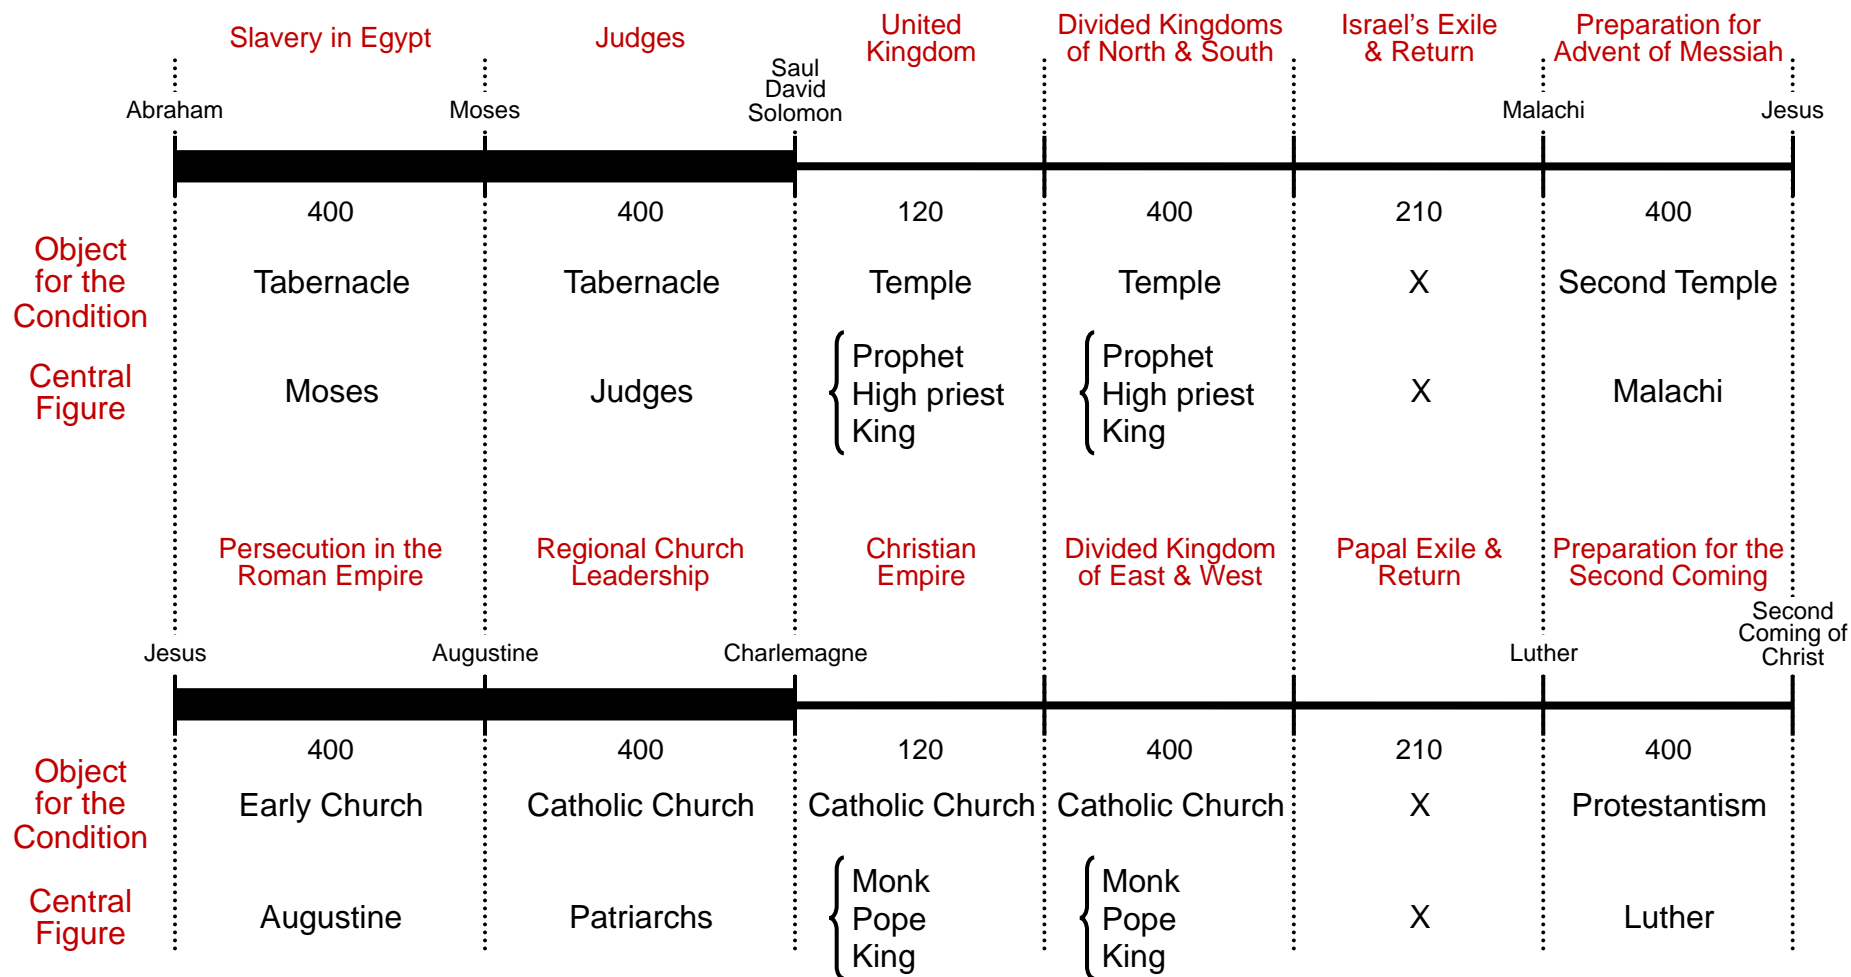 Slavery in Egypt
Judges
United
Kingdom
Divided Kingdoms
of North & South
Israel’s Exile
& Return
Preparation for
Advent of Messiah
Abraham
Moses
Saul
David
Solomon
Malachi
Jesus
400
400
120
400
210
400
Object
for the
Condition
Tabernacle
Tabernacle
Temple
Temple
X
Second Temple
Central
Figure
Moses
Judges
Prophet
High priest
King
Prophet
High priest
King
X
Malachi
Persecution in the
Roman Empire
Regional Church
Leadership
Christian
Empire
Divided Kingdom
of East & West
Papal Exile &
Return
Preparation for the
Second Coming
Jesus
Augustine
Charlemagne
Luther
Second
Coming of
Christ
400
400
120
400
210
400
Object
for the
Condition
Early Church
Catholic Church
Catholic Church
Catholic Church
X
Protestantism
Central
Figure
Augustine
Patriarchs
Monk
Pope
King
Monk
Pope
King
X
Luther